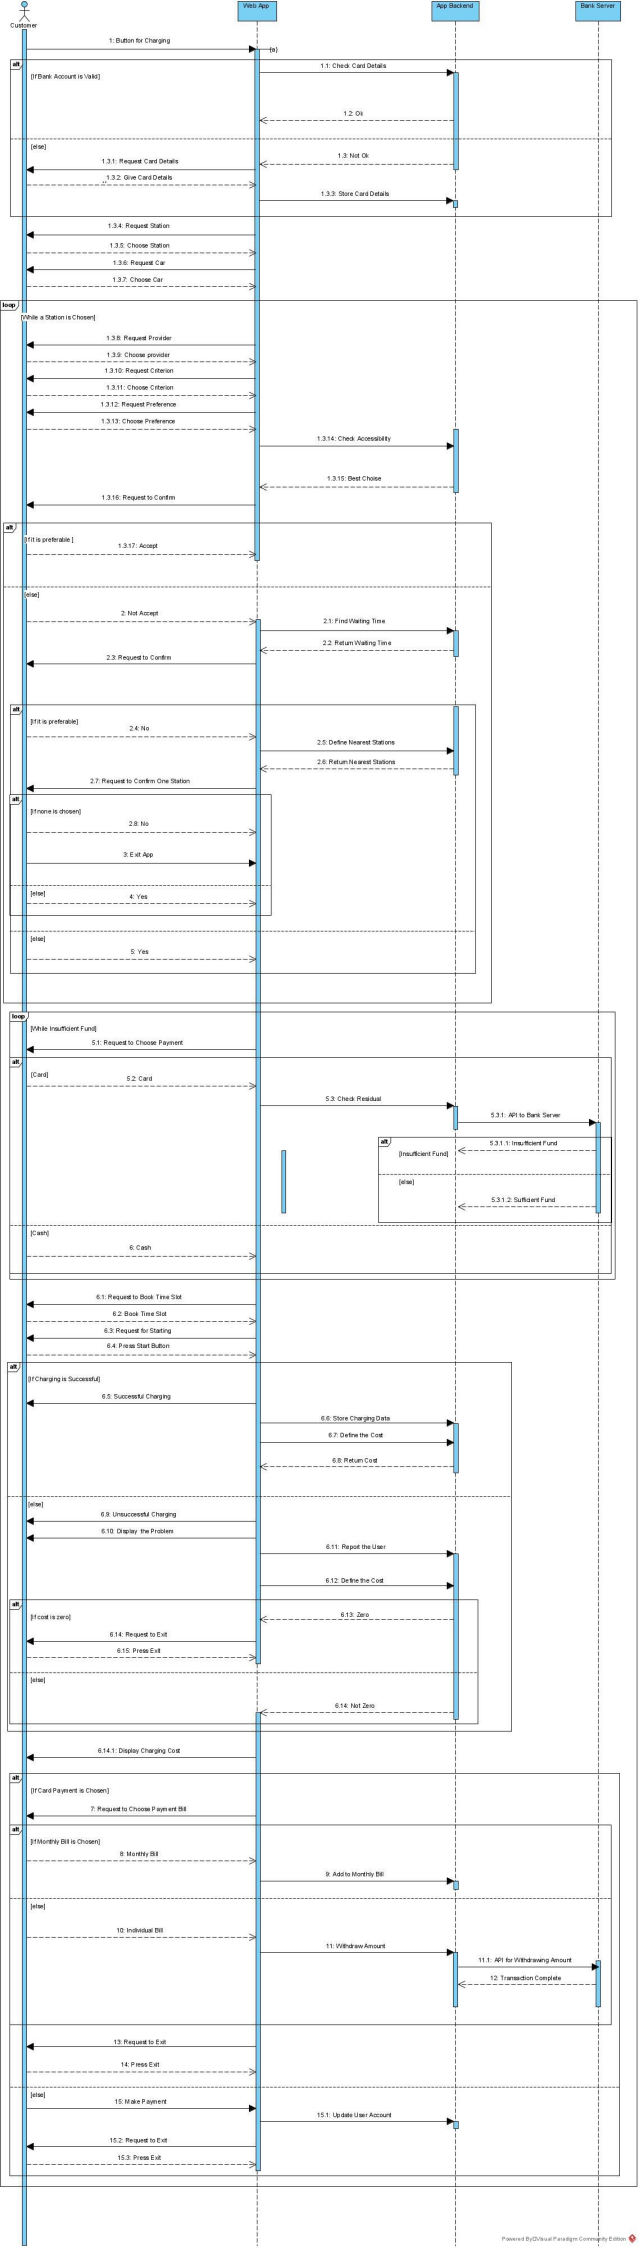 Customer
Web App
App Backend
Bank Server
1: Button for Charging
(a)
alt
1.1: Check Card Details
[If Bank Account is Valid]
1.2: Ok
[else]
1.3: Not Ok
1.3.1: Request Card Details
1.3.2: Give Card Details
1.3.3: Store Card Details
1.3.4: Request Station
1.3.5: Choose Station
1.3.6: Request Car
1.3.7: Choose Car
loop
[While a Station is Chosen]
1.3.8: Request Provider
1.3.9: Choose provider
1.3.10: Request Criterion
1.3.11: Choose Criterion
1.3.12: Request Preference
1.3.13: Choose Preference
1.3.14: Check Accessibility
1.3.15: Best Choise
1.3.16: Request to Confirm
alt
[If it is preferable ]
1.3.17: Accept
[else]
2: Not Accept
2.1: Find Waiting Time
2.2: Return Waiting Time
2.3: Request to Confirm
alt
[If it is preferable]
2.4: No
2.5: Define Nearest Stations
2.6: Return Nearest Stations
2.7: Request to Confirm One Station
alt
[If none is chosen]
2.8: No
3: Exit App
[else]
4: Yes
[else]
5: Yes
loop
[While Insufficient Fund]
5.1: Request to Choose Payment
alt
[Card]
5.2: Card
5.3: Check Residual
5.3.1: API to Bank Server
alt
5.3.1.1: Insufficient Fund
[Insufficient Fund]
[else]
5.3.1.2: Sufficient Fund
[Cash]
6: Cash
6.1: Request to Book Time Slot
6.2: Book Time Slot
6.3: Request for Starting
6.4: Press Start Button
alt
[If Charging is Successful]
6.5: Successful Charging
6.6: Store Charging Data
6.7: Define the Cost
6.8: Return Cost
[else]
6.9: Unsuccessful Charging
6.10: Display the Problem
6.11: Report the User
6.12: Define the Cost
alt
[If cost is zero]
6.13: Zero
6.14: Request to Exit
6.15: Press Exit
[else]
6.14: Not Zero
6.14.1: Display Charging Cost
alt
[If Card Payment is Chosen]
7: Request to Choose Payment Bill
alt
[If Monthly Bill is Chosen]
8: Monthly Bill
9: Add to Monthly Bill
[else]
10: Individual Bill
11: Withdraw Amount
11.1: API for Withdrawing Amount
12: Transaction Complete
13: Request to Exit
14: Press Exit
[else]
15: Make Payment
15.1: Update User Account
15.2: Request to Exit
15.3: Press Exit
Powered By Visual Paradigm Community Edition